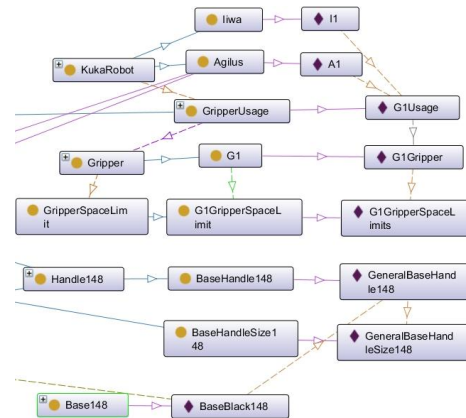 Iiwa
I1
KukaRobot
Agilus
A1
GripperUsage
G1Usage
Gripper
G1
G1Gripper
GripperSpaceLim
it
G1GripperSpaceL
imit
G1GripperSpaceL
imits
Handle148
BaseHandle148
GeneralBaseHand
le148
BaseHandleSize1
48
GeneralBaseHand
leSize148
Base148
BaseBlack148